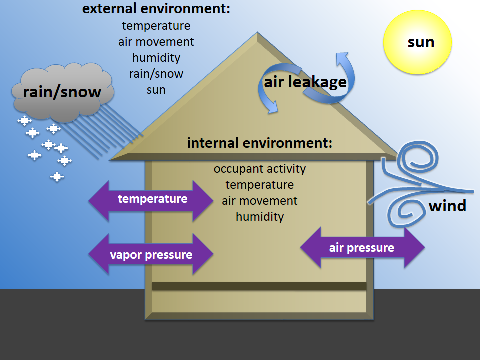 external environment:
temperature
air movement
humidity
rain/snow
sun
sun
rain/snow
air leakage
internal environment:
occupant activity
temperature
air movement
humidity
temperature
wind
vapor pressure
air pressure